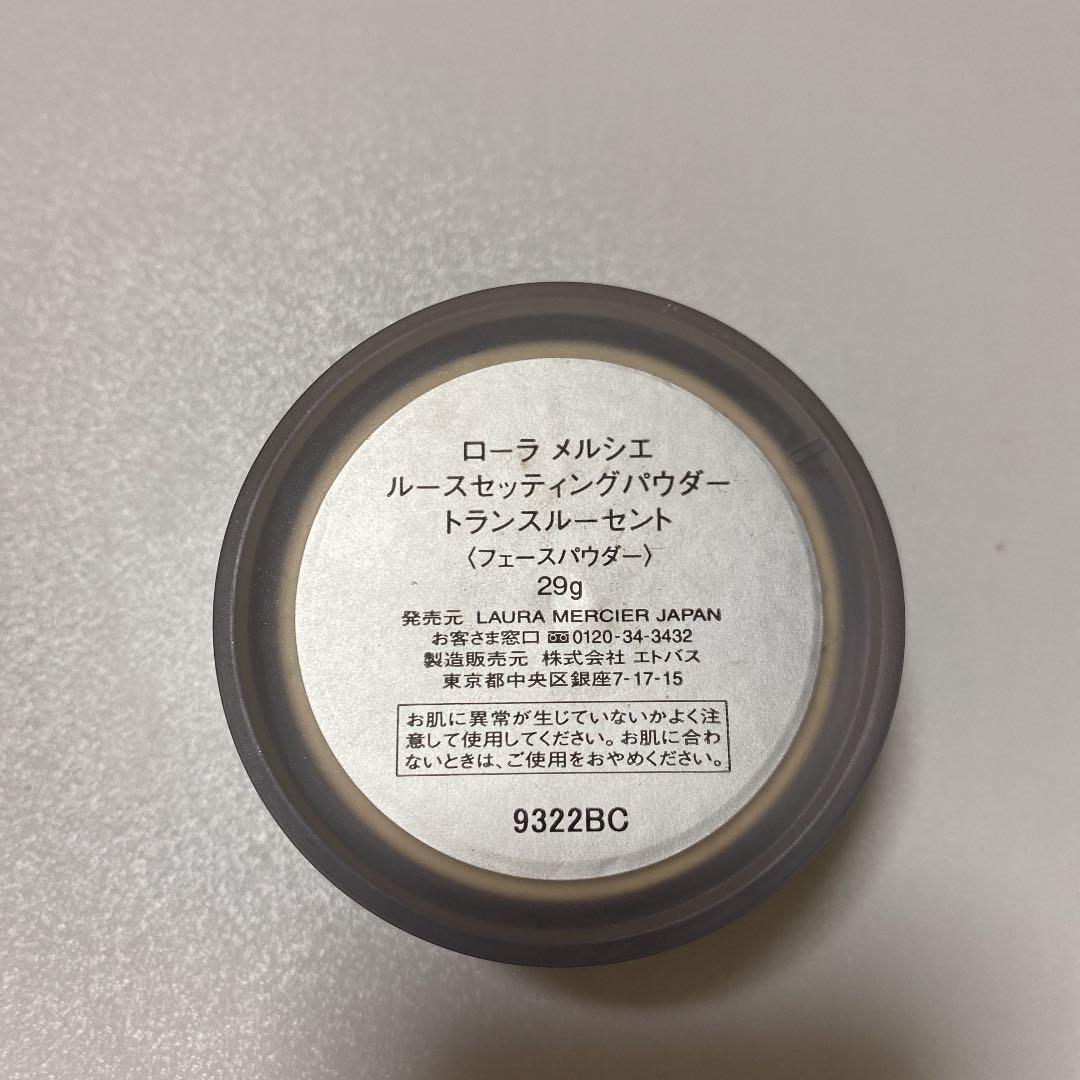 ローラ メルシエ
ルースセッティングパウダー
トランスルーセント
〈フェースパウダー〉
29g
発売元 LAURA MERCIER JAPAN
お客さま窓口 0120-34-3432
製造販売元 株式会社 エトバス
東京都中央区銀座7-17-15
お肌に異常が生じていないかよく注
意して使用してください。お肌に合わ
ないときは、ご使用をおやめください。
9322BC